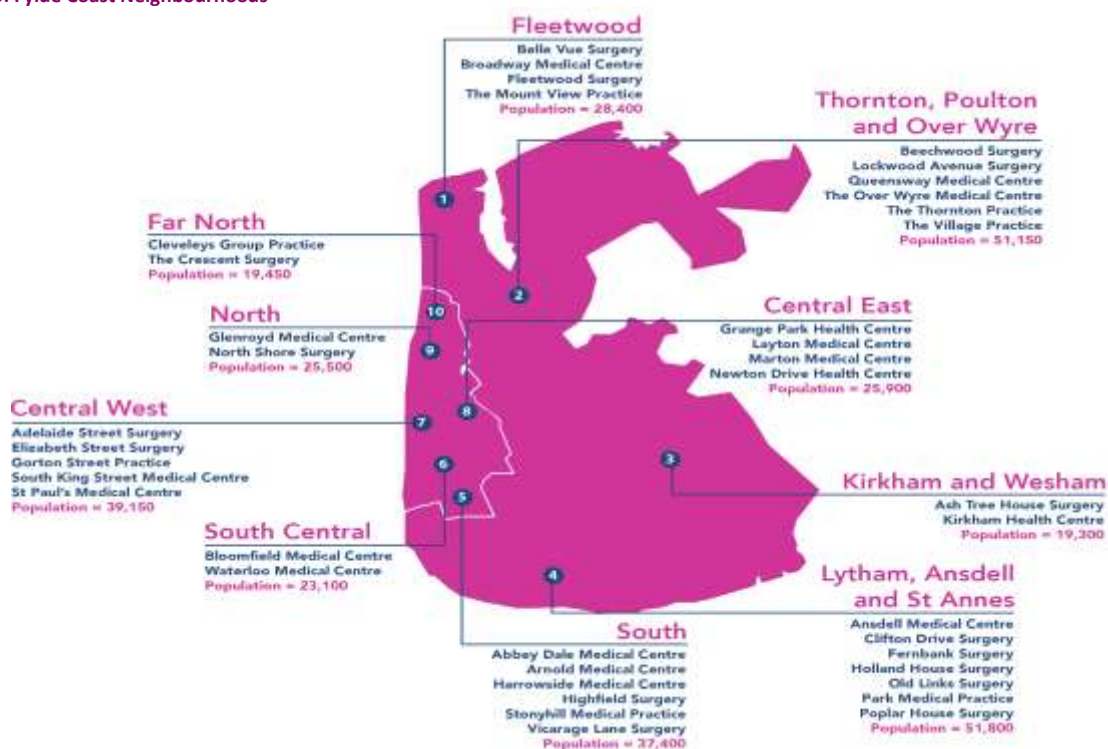 Fylde Coast Neighbourhoods
Fleetwood
Belle Vue Surgery
Broadway Medical Centre
Fleetwood Surgery
The Mount View Practice
Population = 28,400
Thornton, Poulton
and Over Wyre
Beechwood Surgery
Lockwood Avenue Surgery
Queensway Medical Centre
The Over Wyre Medical Centre
The Thornton Practice
The Village Practice
Population = 51,150
Far North
Cleveleys Group Practice
The Crescent Surgery
Population = 19,450
North
Glenroyd Medical Centre
North Shore Surgery
Population = 25,500
Central East
Grange Park Health Centre
Layton Medical Centre
Marton Medical Centre
Newton Drive Health Centre
Population = 25,900
Central West
Adelaide Street Surgery
Elizabeth Street Surgery
Gorton Street Practice
South King Street Medical Centre
St Paul's Medical Centre
Population = 39,150
Kirkham and Wesham
Ash Tree House Surgery
Kirkham Health Centre
Population = 19,300
South Central
Bloomfield Medical Centre
Waterloo Medical Centre
Population = 23,100
Lytham, Ansdell
and St Annes
Ansdell Medical Centre
Clifton Drive Surgery
Fernbank Surgery
Holland House Surgery
Old Links Surgery
Park Medical Practice
Poplar House Surgery
Population = 51,800
South
Abbey Dale Medical Centre
Arnold Medical Centre
Harrowside Medical Centre
Highfield Surgery
Stonyhill Medical Practice
Vicarage Lane Surgery
Population = 37,400
1
2
10
9
8
7
6
3
5
4